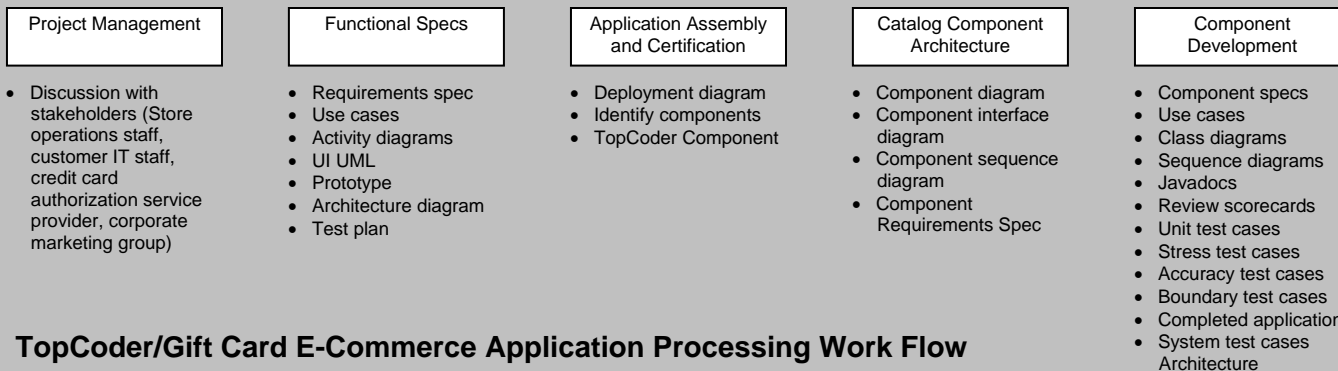 Project Management
• Discussion with
stakeholders (Store
operations staff,
customer IT staff,
credit card
authorization service
provider, corporate
marketing group)
Functional Specs
• Requirements spec
• Use cases
• Activity diagrams
• UI UML
• Prototype
• Architecture diagram
• Test plan
Application Assembly
and Certification
• Deployment diagram
• Identify components
• TopCoder Component
Catalog Component
Architecture
• Component diagram
• Component interface
diagram
• Component sequence
diagram
• Component
Requirements Spec
Component
Development
• Component specs
• Use cases
• Class diagrams
• Sequence diagrams
• Javadocs
• Review scorecards
• Unit test cases
• Stress test cases
• Accuracy test cases
• Boundary test cases
• Completed application
• System test cases
Architecture
TopCoder/Gift Card E-Commerce Application Processing Work Flow